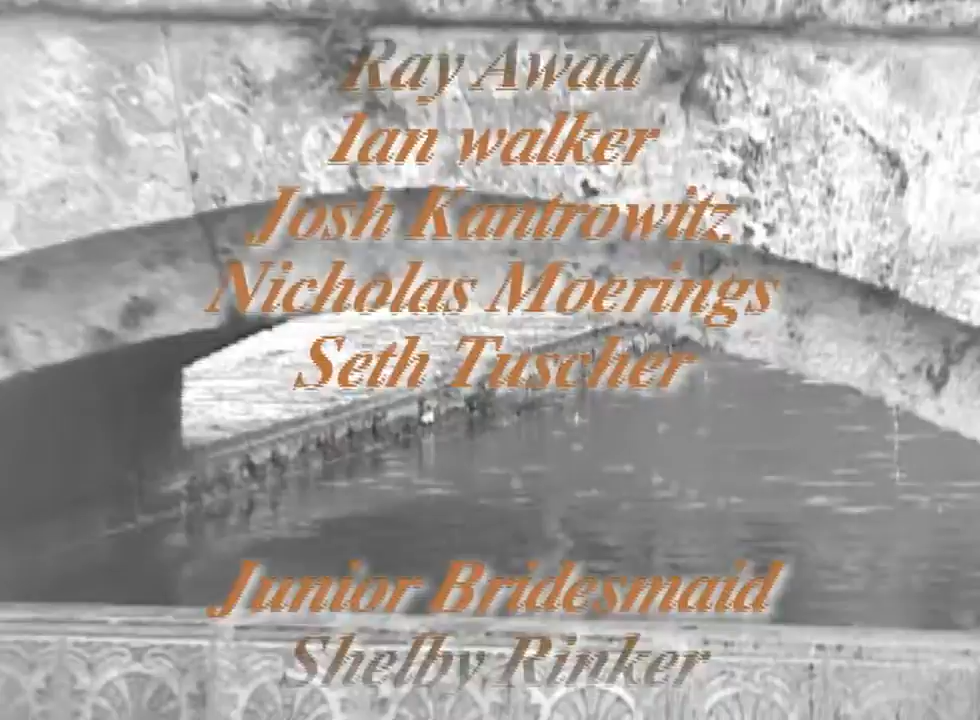 Ray Awad
Ian walker
Josh Kantrowitz
Nicholas Moerings
Seth Tuscher
Junior Bridesmaid
Shelby Rinker